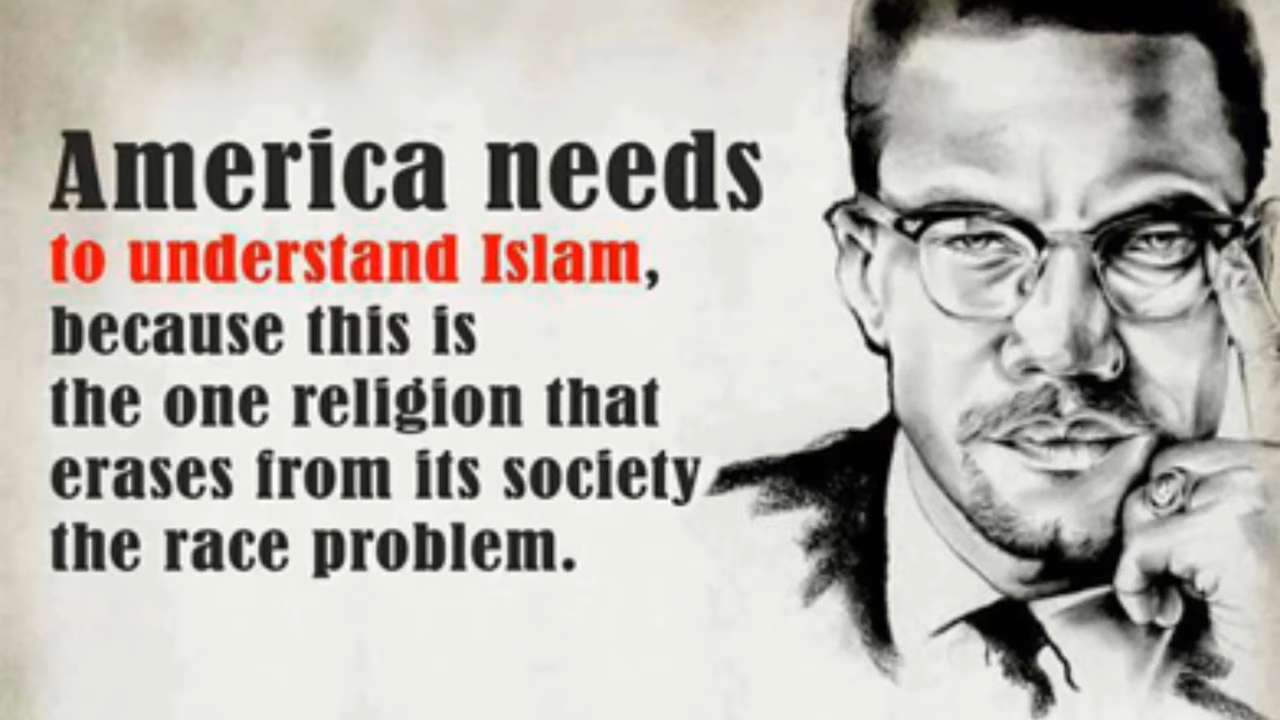 America needs
to understand Islam,
because this is
the one religion that
erases from its society
the race problem.